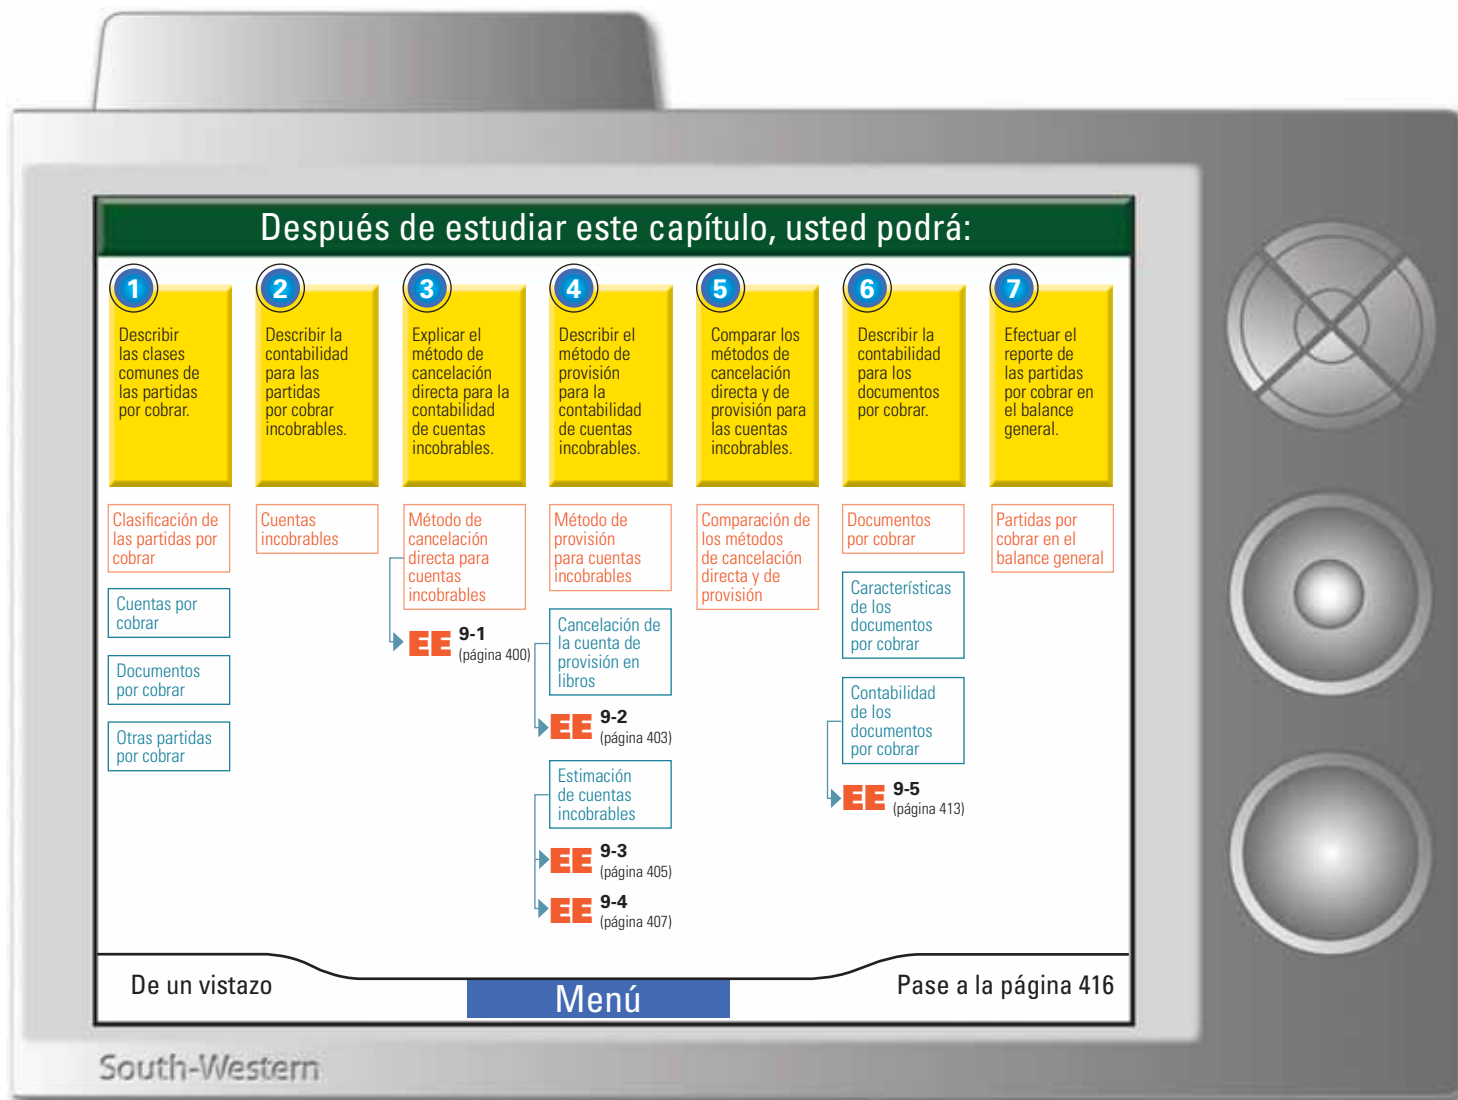 Después de estudiar este capítulo, usted podrá:
1
Describir
las clases
comunes de
las partidas
por cobrar.
2
Describir la
contabilidad
para las
partidas
por cobrar
incobrables.
3
Explicar el
método de
cancelación
directa para la
contabilidad
de cuentas
incobrables.
4
Describir el
método de
provisión
para la
contabilidad
de cuentas
incobrables.
5
Comparar los
métodos de
cancelación
directa y de
provisión para
las cuentas
incobrables.
6
Describir la
contabilidad
para los
documentos
por cobrar.
7
Efectuar el
reporte de
las partidas
por cobrar en
el balance
general.
Clasificación de
las partidas por
cobrar
Cuentas por
cobrar
Documentos
por cobrar
Otras partidas
por cobrar
Cuentas
incobrables
Método de
cancelación
directa para
cuentas
incobrables
EE 9-1
(página 400)
Método de
provisión
para cuentas
incobrables
Cancelación de
la cuenta de
provisión en
libros
EE 9-2
(página 403)
Estimación
de cuentas
incobrables
EE 9-3
(página 405)
EE 9-4
(página 407)
Comparación de
los métodos
de cancelación
directa y de
provisión
Documentos
por cobrar
Características
de los
documentos
por cobrar
Contabilidad
de los
documentos
por cobrar
EE 9-5
(página 413)
Partidas por
cobrar en el
balance general
De un vistazo
Menú
Pase a la página 416
South-Western